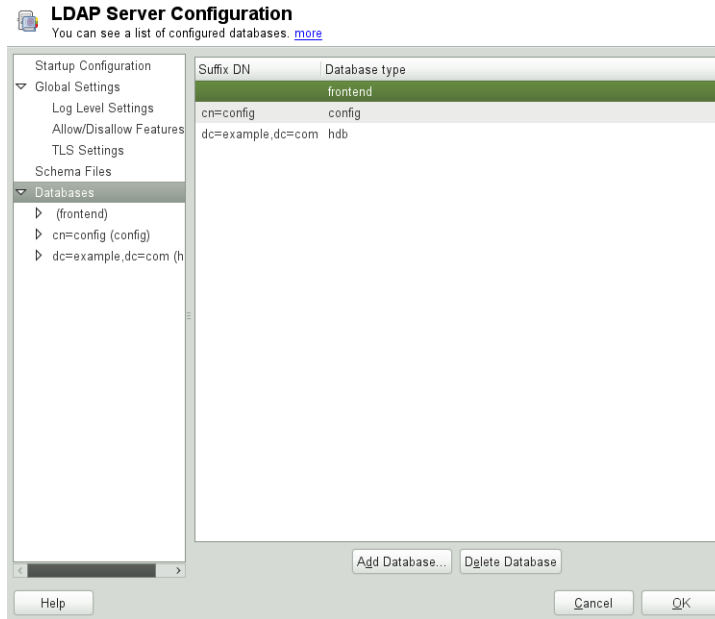 LDAP Server Configuration
You can see a list of configured databases. more
Startup Configuration
Global Settings
Log Level Settings
Allow/Disallow Features
TLS Settings
Schema Files
Databases
(frontend)
cn=config (config)
dc=example,dc=com (h
Suffix DN Database type
frontend
cn=config config
dc=example,dc=com hdb
Add Database... Delete Database
Help Cancel OK